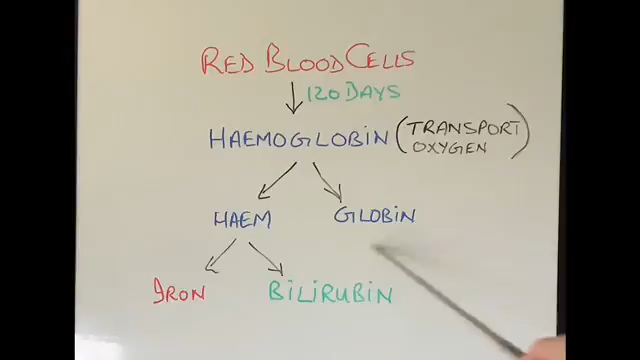 RED BLOOD CELLS
120 DAYS
HAEMOGLOBIN (TRANSPORT
OXYGEN)
HAEM GLOBIN
IRON BILIRUBIN